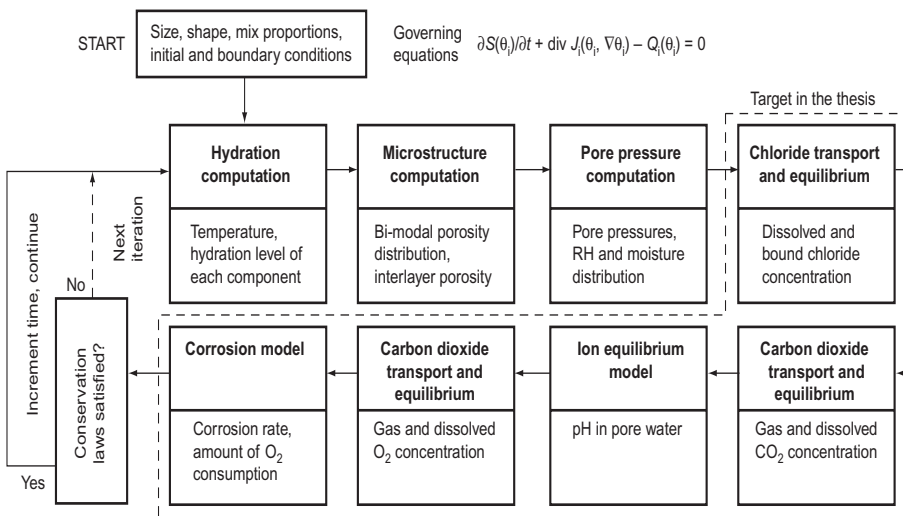 START
Size, shape, mix proportions,
initial and boundary conditions
Governing
equations
∂S(θi)/∂t + div Ji(θi, ∇θi) – Qi(θi) = 0
Target in the thesis
Hydration
computation
Temperature,
hydration level of
each component
Microstructure
computation
Bi-modal porosity
distribution,
interlayer porosity
Pore pressure
computation
Pore pressures,
RH and moisture
distribution
Chloride transport
and equilibrium
Dissolved and
bound chloride
concentration
Increment time, continue
Next
iteration
No
Yes
Conservation
laws satisfied?
Corrosion model
Corrosion rate,
amount of O2
consumption
Carbon dioxide
transport and
equilibrium
Gas and dissolved
O2 concentration
Ion equilibrium
model
pH in pore water
Carbon dioxide
transport and
equilibrium
Gas and dissolved
CO2 concentration